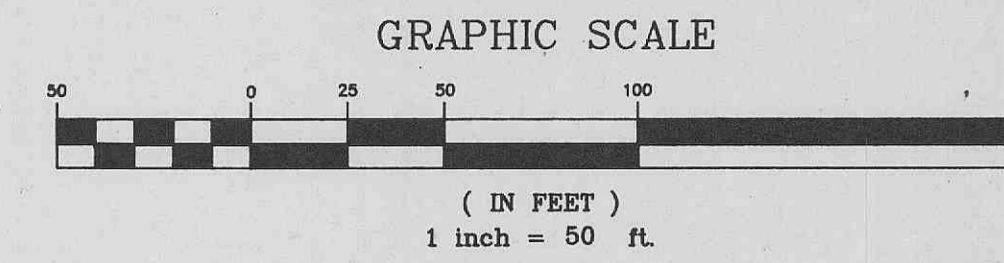 GRAPHIC SCALE
50 0 25 50 100
( IN FEET )
1 inch = 50 ft.